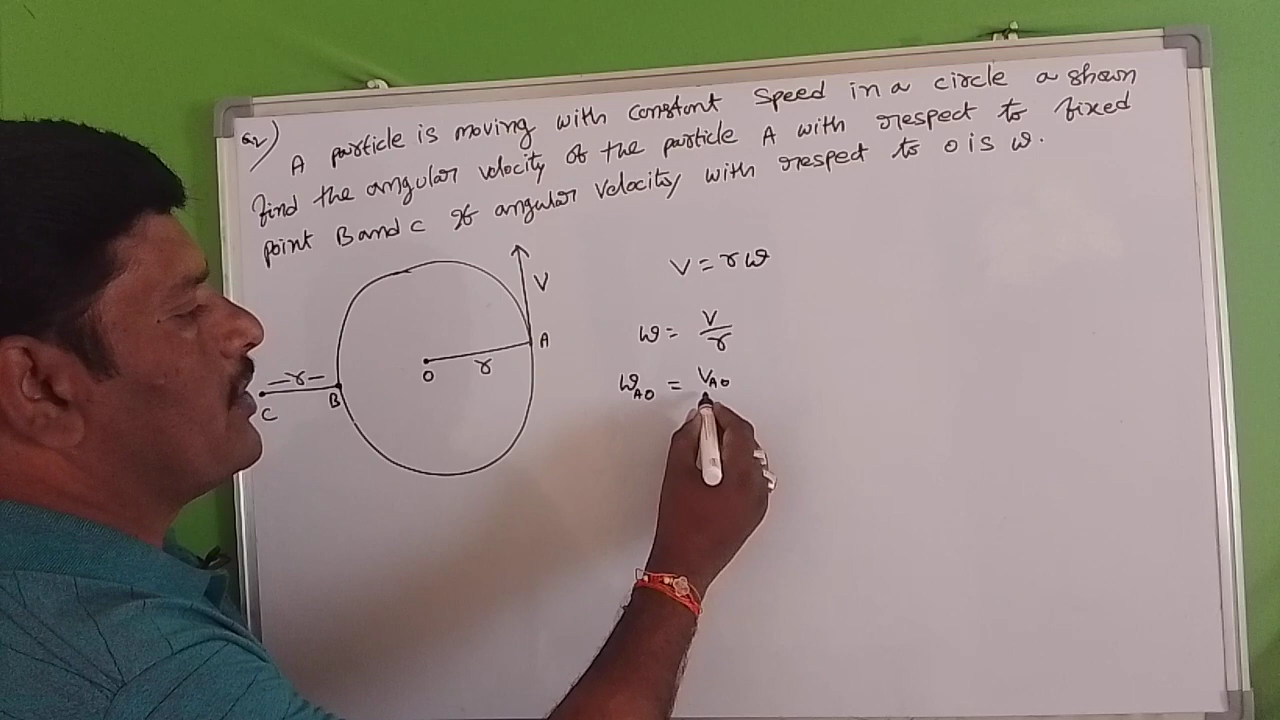 Q2) A particle is moving with constant speed in a circle a shown
find the angular velocity of the particle A with respect to fixed
point B and C If angular velocity with respect to O is ω.
V = r ω
V
ω = V/r
A
r
O
ω_AO = V_AO
–r–
C
B